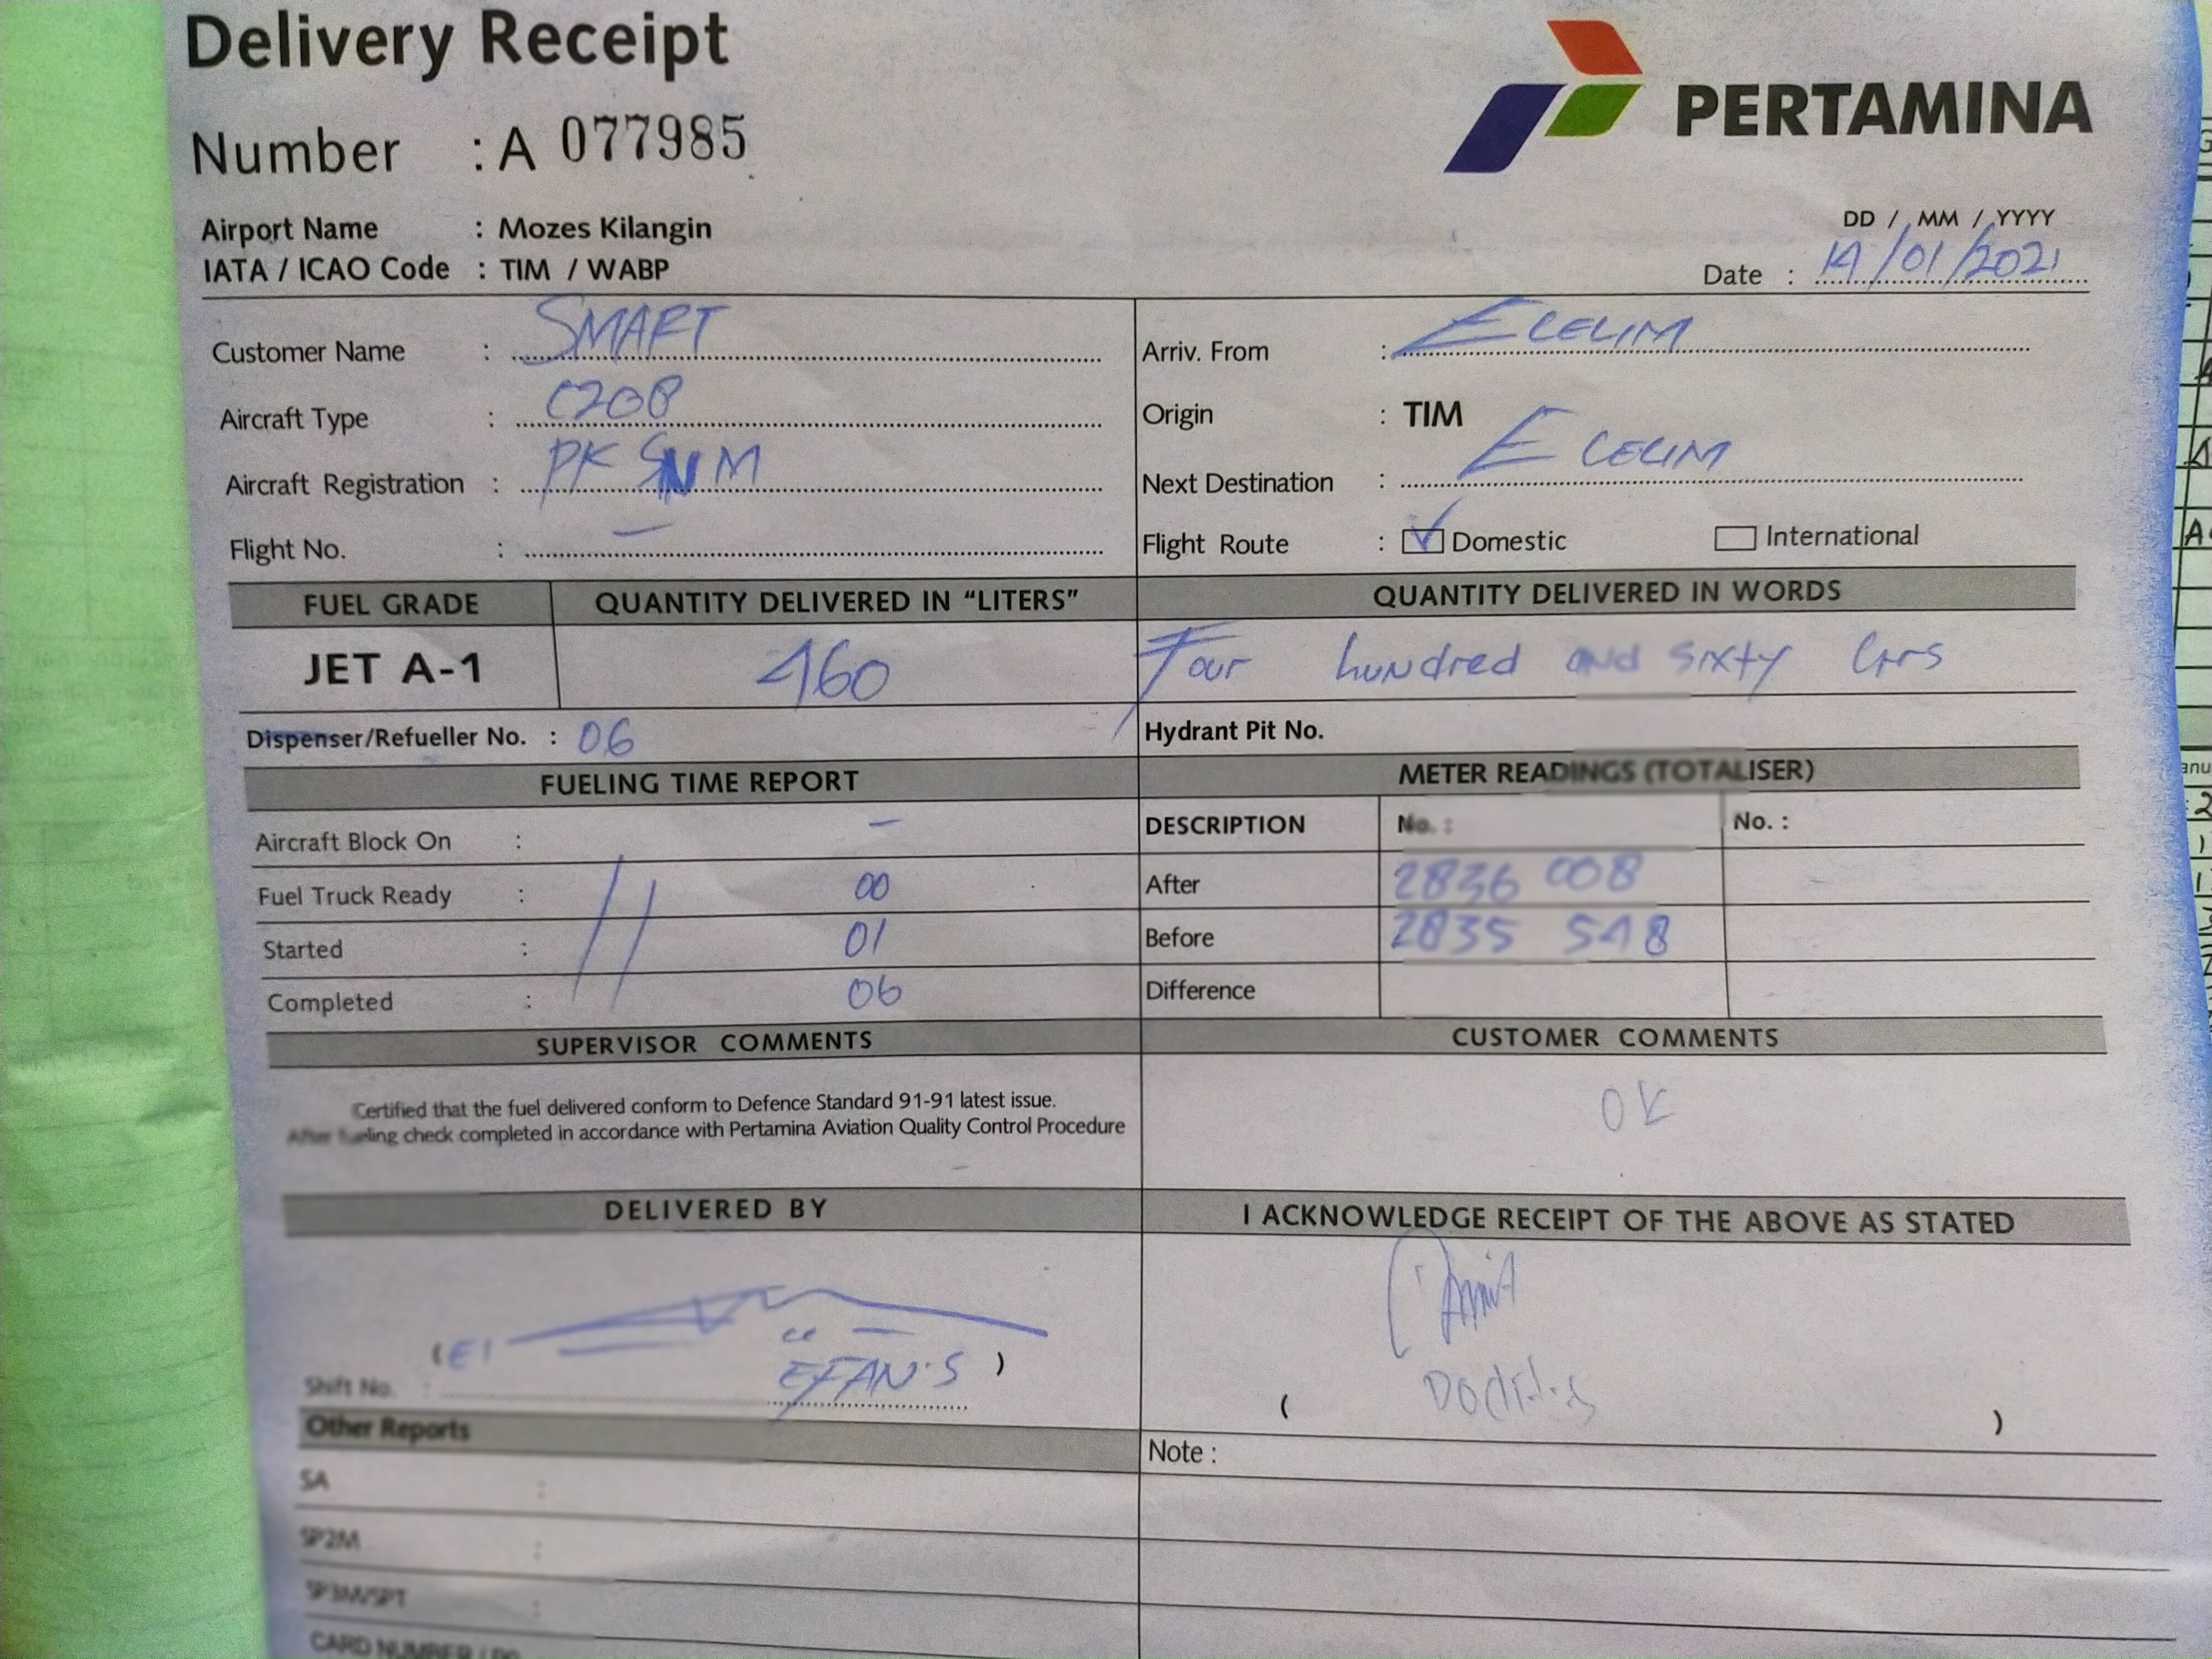 Delivery Receipt
PERTAMINA
Number : A 077985
Airport Name : Mozes Kilangin
IATA / ICAO Code : TIM / WABP
DD / MM / YYYY
Date : 14/01/2021
Customer Name : SMART
Arriv. From : ECELIM
Aircraft Type : C208
Origin : TIM
Aircraft Registration : PK SNM
Next Destination : ECELIM
Flight No. : –
Flight Route : Domestic International
FUEL GRADE QUANTITY DELIVERED IN “LITERS” QUANTITY DELIVERED IN WORDS
JET A-1 460 Four hundred and sixty Ltrs
Dispenser/Refueller No. : 06
Hydrant Pit No.
FUELING TIME REPORT
METER READINGS (TOTALISER)
Aircraft Block On : –
DESCRIPTION No. : No. :
Fuel Truck Ready : 00
After 2836 008
Started : 01
Before 2835 548
Completed : 06
Difference
SUPERVISOR COMMENTS
CUSTOMER COMMENTS
Certified that the fuel delivered conform to Defence Standard 91-91 latest issue.
After fueling check completed in accordance with Pertamina Aviation Quality Control Procedure
OK
DELIVERED BY
I ACKNOWLEDGE RECEIPT OF THE ABOVE AS STATED
(E1 EFAN.S )
Shift No. :
( )
Other Reports
Note :
SA :
SP2M :
SP3M/SPT :
CARD NUMBER